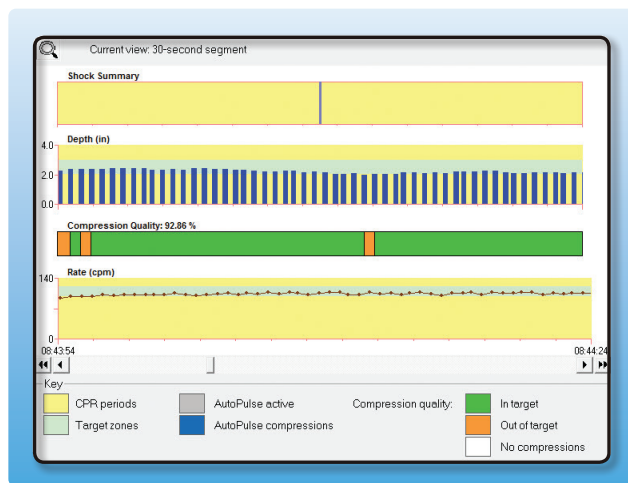 Current view: 30-second segment
Shock Summary
Depth (in)
4.0
2.0
0.0
Compression Quality: 92.86 %
Rate (cpm)
140
0
08:43:54 08:44:24
Key
CPR periods AutoPulse active Compression quality: In target
Target zones AutoPulse compressions Out of target
No compressions